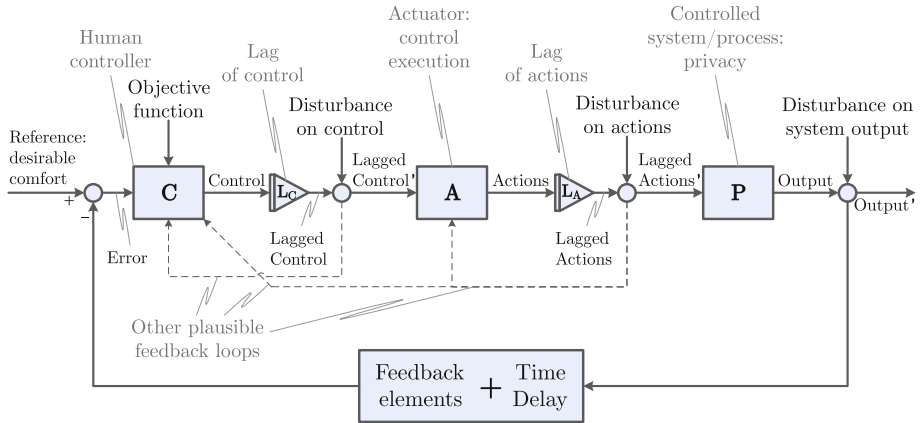 Human
controller
Lag
of control
Actuator:
control
execution
Lag
of actions
Controlled
system/process:
privacy
Objective
function
Disturbance
on control
Disturbance
on actions
Disturbance on
system output
Reference:
desirable
comfort
+
−
C
Control
L_C
Lagged
Control'
A
Actions
L_A
Lagged
Actions'
P
Output
Output'
Error
Lagged
Control
Lagged
Actions
Other plausible
feedback loops
Feedback
elements
+
Time
Delay